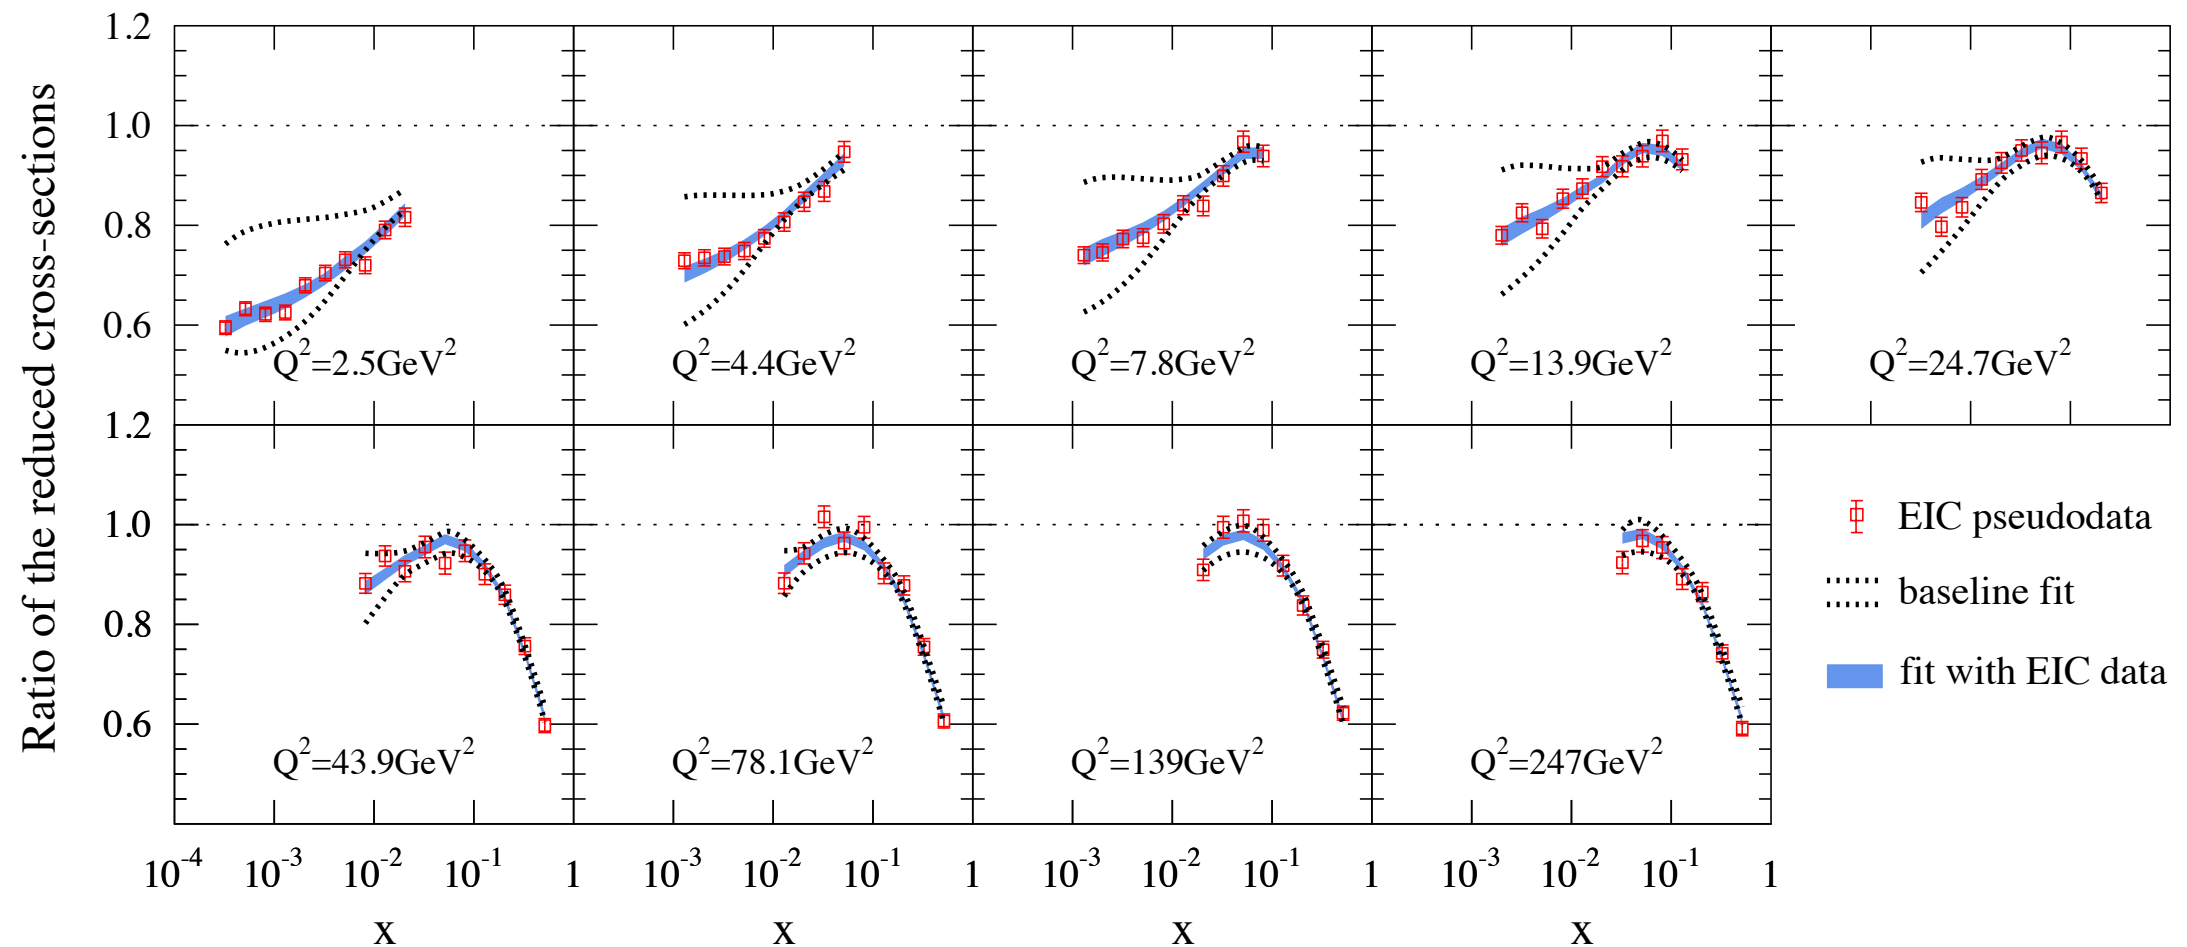 Ratio of the reduced cross-sections
1.2
1.0
0.8
0.6
Q²=2.5GeV²
Q²=4.4GeV²
Q²=7.8GeV²
Q²=13.9GeV²
Q²=24.7GeV²
1.2
1.0
0.8
0.6
Q²=43.9GeV²
Q²=78.1GeV²
Q²=139GeV²
Q²=247GeV²
EIC pseudodata
baseline fit
fit with EIC data
10⁻⁴ 10⁻³ 10⁻² 10⁻¹ 1 10⁻³ 10⁻² 10⁻¹ 1 10⁻³ 10⁻² 10⁻¹ 1 10⁻³ 10⁻² 10⁻¹ 1
x x x x